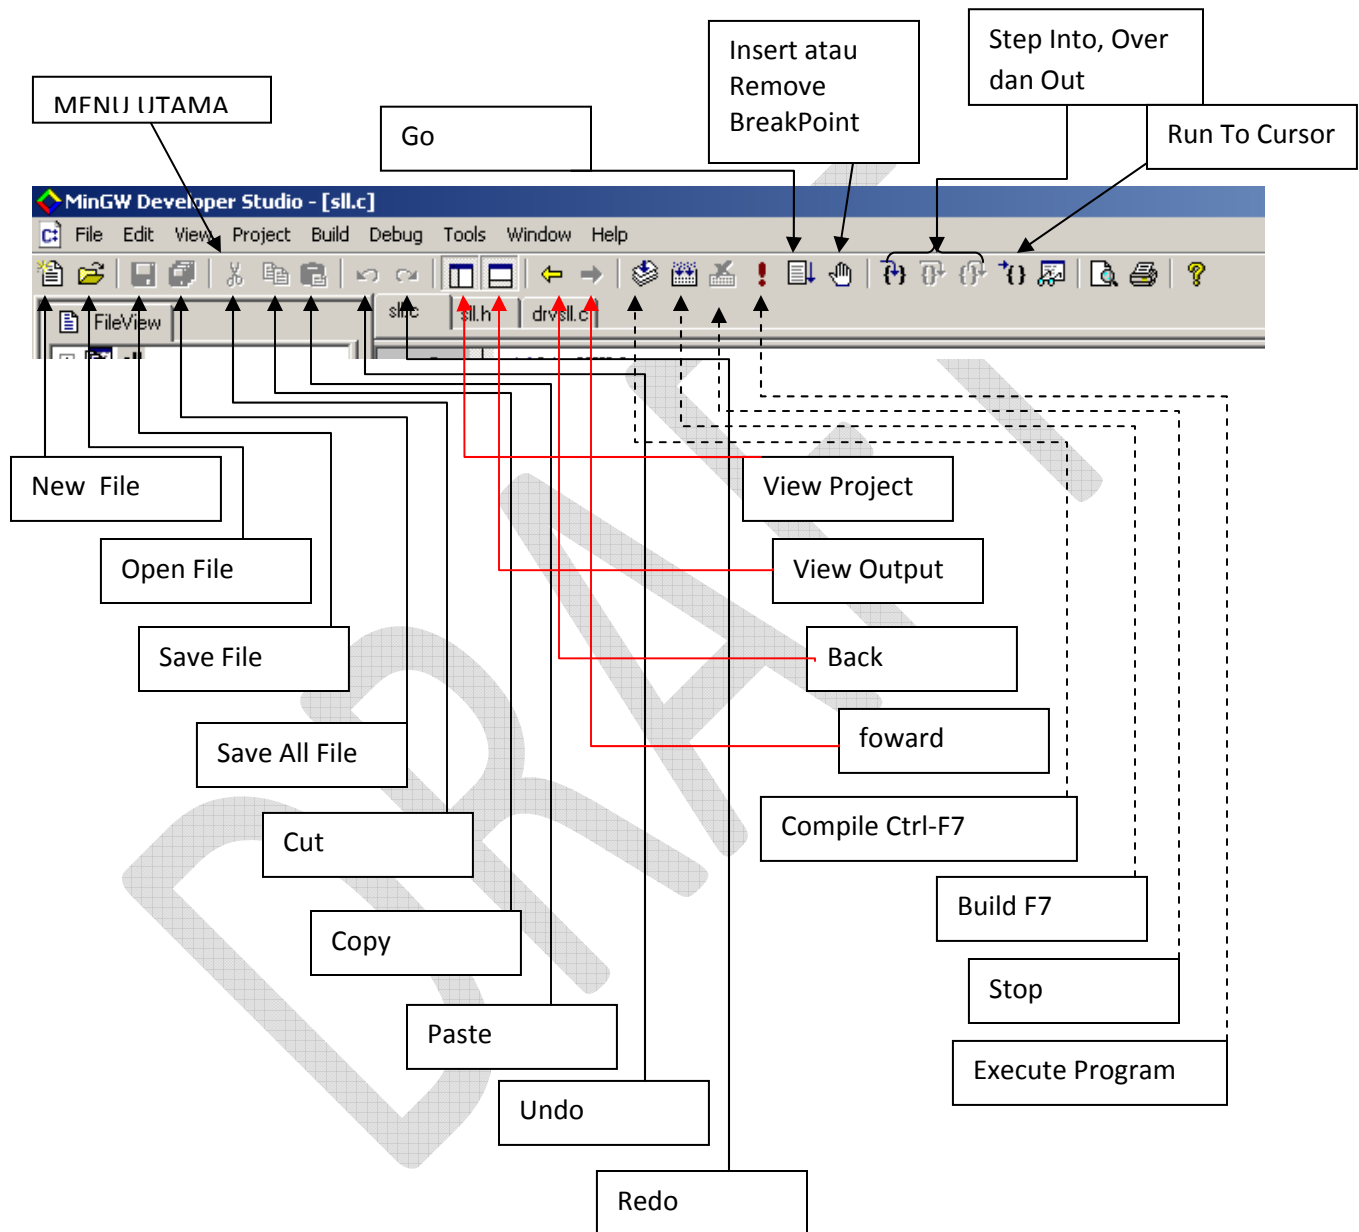 Insert atau
Remove
BreakPoint
Step Into, Over
dan Out
MENU UTAMA
Go
Run To Cursor
MinGW Developer Studio - [sll.c]
File Edit View Project Build Debug Tools Window Help
FileView
sll.c sll.h drvsll.c
New File
View Project
Open File
View Output
Save File
Back
Save All File
foward
Cut
Compile Ctrl-F7
Copy
Build F7
Stop
Paste
Execute Program
Undo
Redo
DRAFT